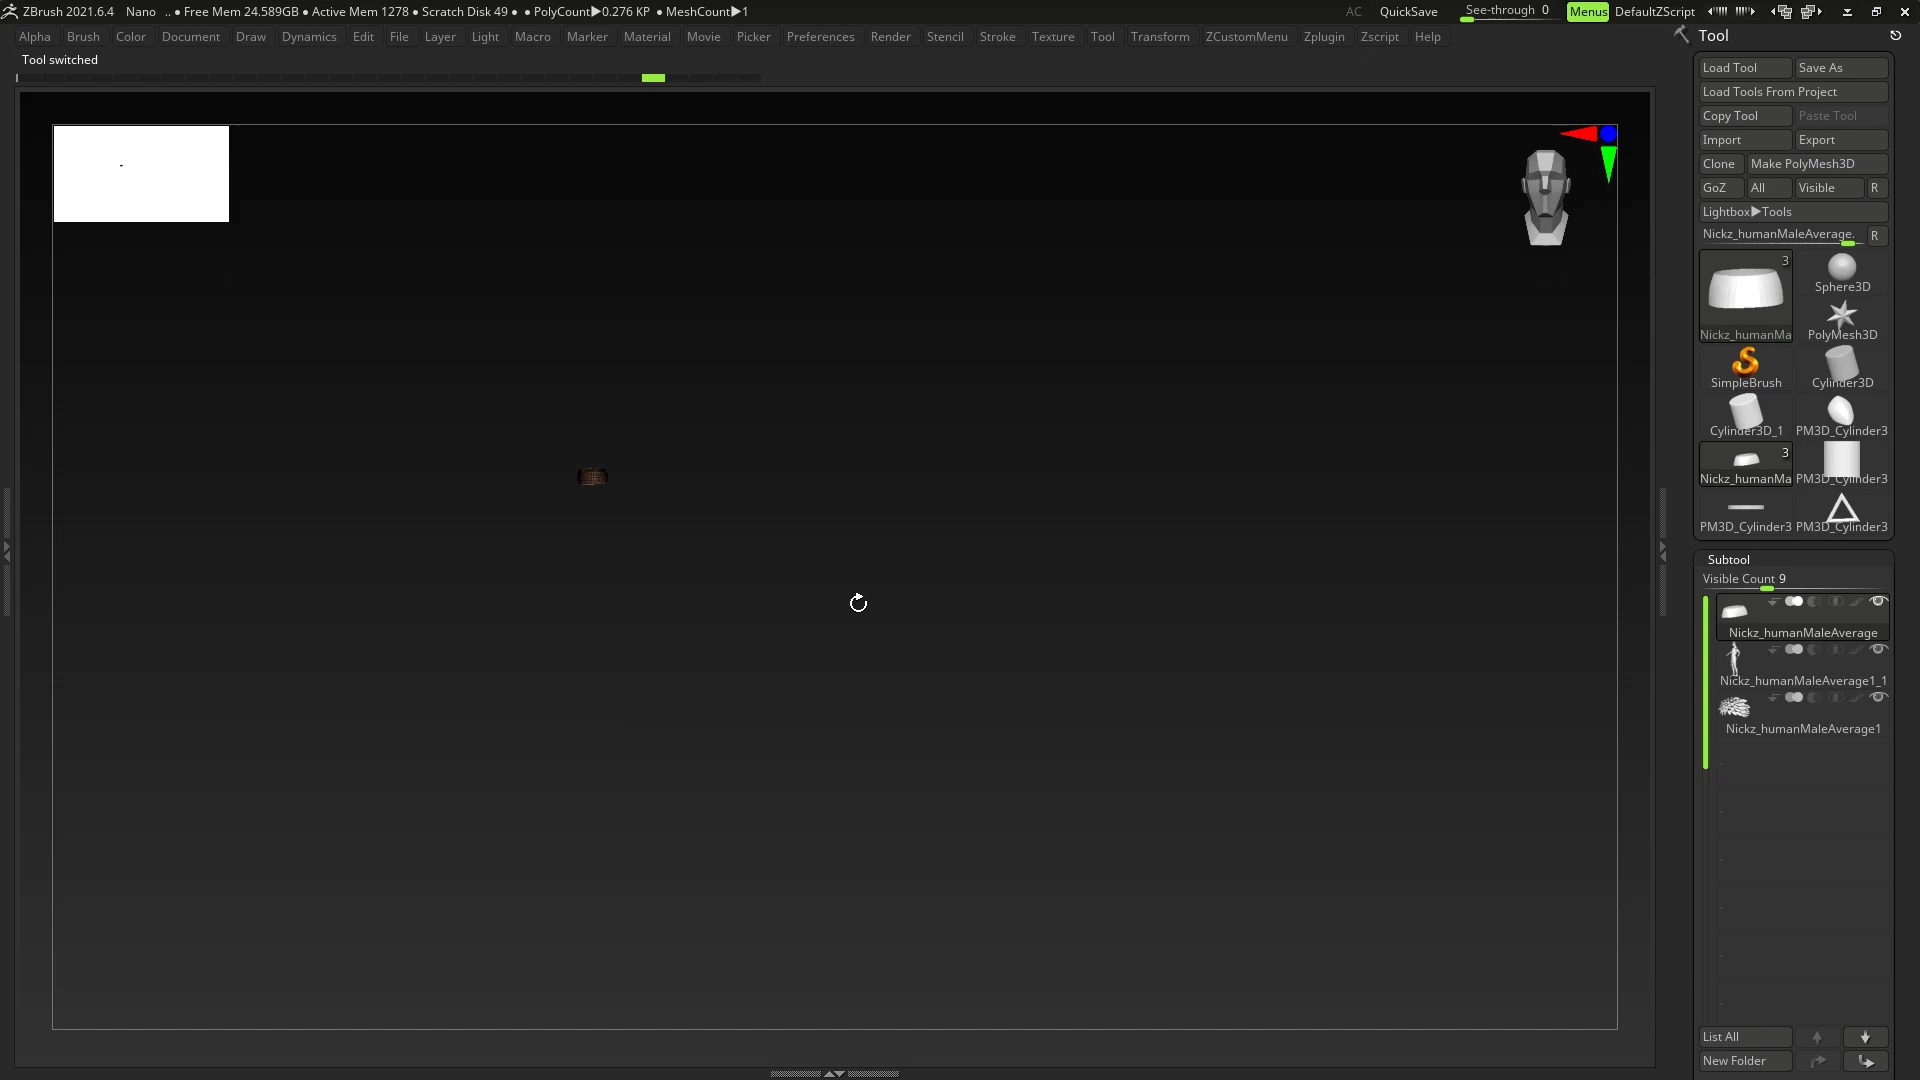 ZBrush 2021.6.4 Nano .. ● Free Mem 24.589GB ● Active Mem 1278 ● Scratch Disk 49 ● ● PolyCount▶0.276 KP ● MeshCount▶1 AC QuickSave See-through 0 Menus DefaultZScript
Alpha Brush Color Document Draw Dynamics Edit File Layer Light Macro Marker Material Movie Picker Preferences Render Stencil Stroke Texture Tool Transform ZCustomMenu Zplugin Zscript Help
Tool
Tool switched
Load Tool Save As
Load Tools From Project
Copy Tool Paste Tool
Import Export
Clone Make PolyMesh3D
GoZ All Visible R
Lightbox▶Tools
Nickz_humanMaleAverage. R
3
Sphere3D
Nickz_humanMa PolyMesh3D
SimpleBrush Cylinder3D
Cylinder3D_1 PM3D_Cylinder3
3
Nickz_humanMa PM3D_Cylinder3
PM3D_Cylinder3 PM3D_Cylinder3
Subtool
Visible Count 9
Nickz_humanMaleAverage
Nickz_humanMaleAverage1_1
Nickz_humanMaleAverage1
List All
New Folder